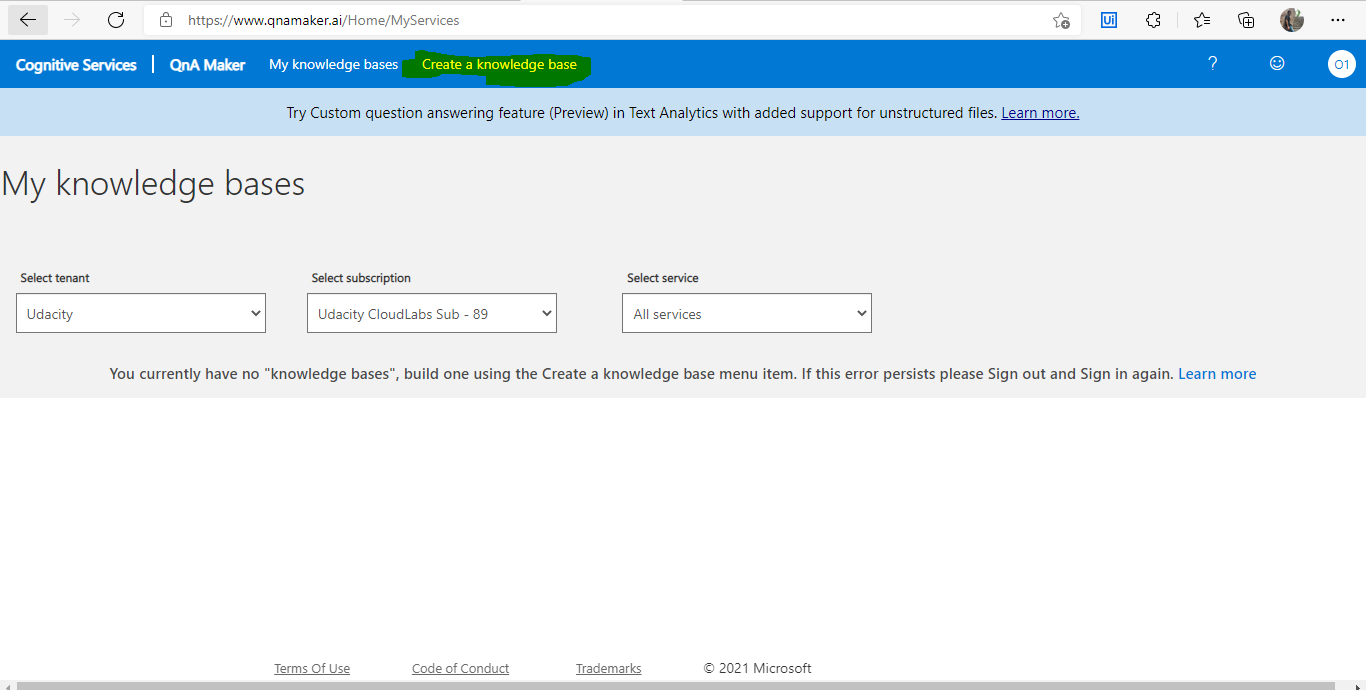 https://www.qnamaker.ai/Home/MyServices
Ui
Cognitive Services | QnA Maker My knowledge bases Create a knowledge base ? O1
Try Custom question answering feature (Preview) in Text Analytics with added support for unstructured files. Learn more.
My knowledge bases
Select tenant Select subscription Select service
Udacity Udacity CloudLabs Sub - 89 All services
You currently have no "knowledge bases", build one using the Create a knowledge base menu item. If this error persists please Sign out and Sign in again. Learn more
Terms Of Use Code of Conduct Trademarks © 2021 Microsoft